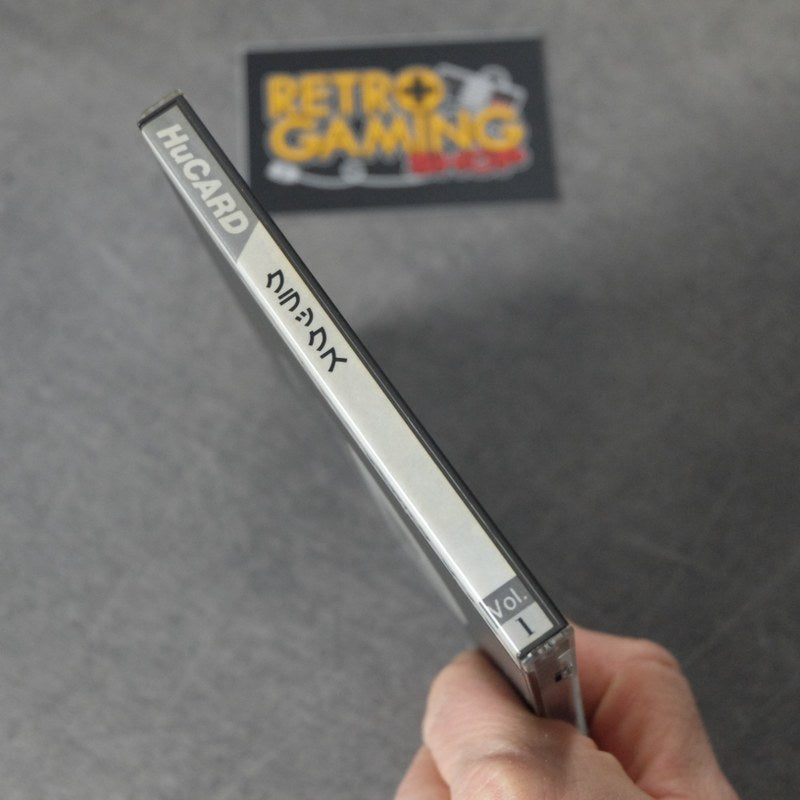 RETRO
GAMING
SHOP
HuCARD
クラックス
Vol.
1